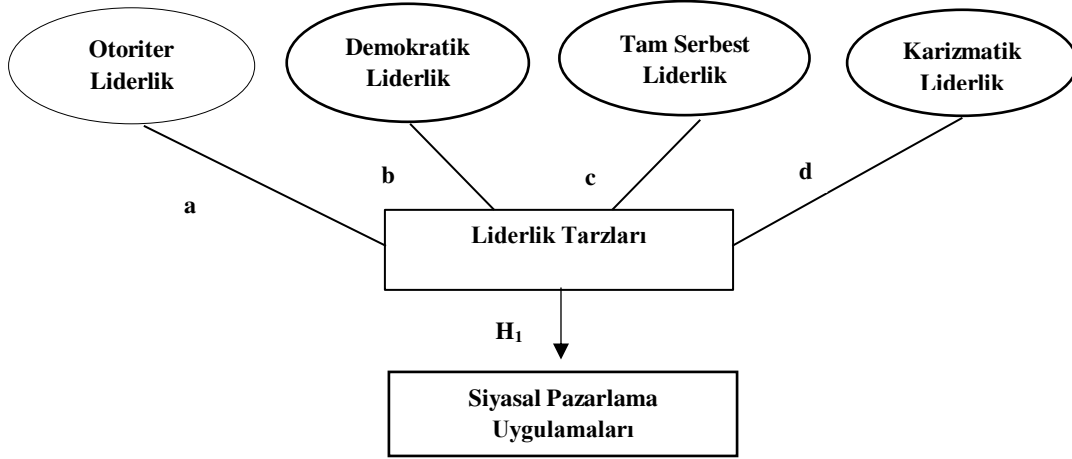 Otoriter
Liderlik
Demokratik
Liderlik
Tam Serbest
Liderlik
Karizmatik
Liderlik
a
b
c
d
Liderlik Tarzları
H1
Siyasal Pazarlama
Uygulamaları